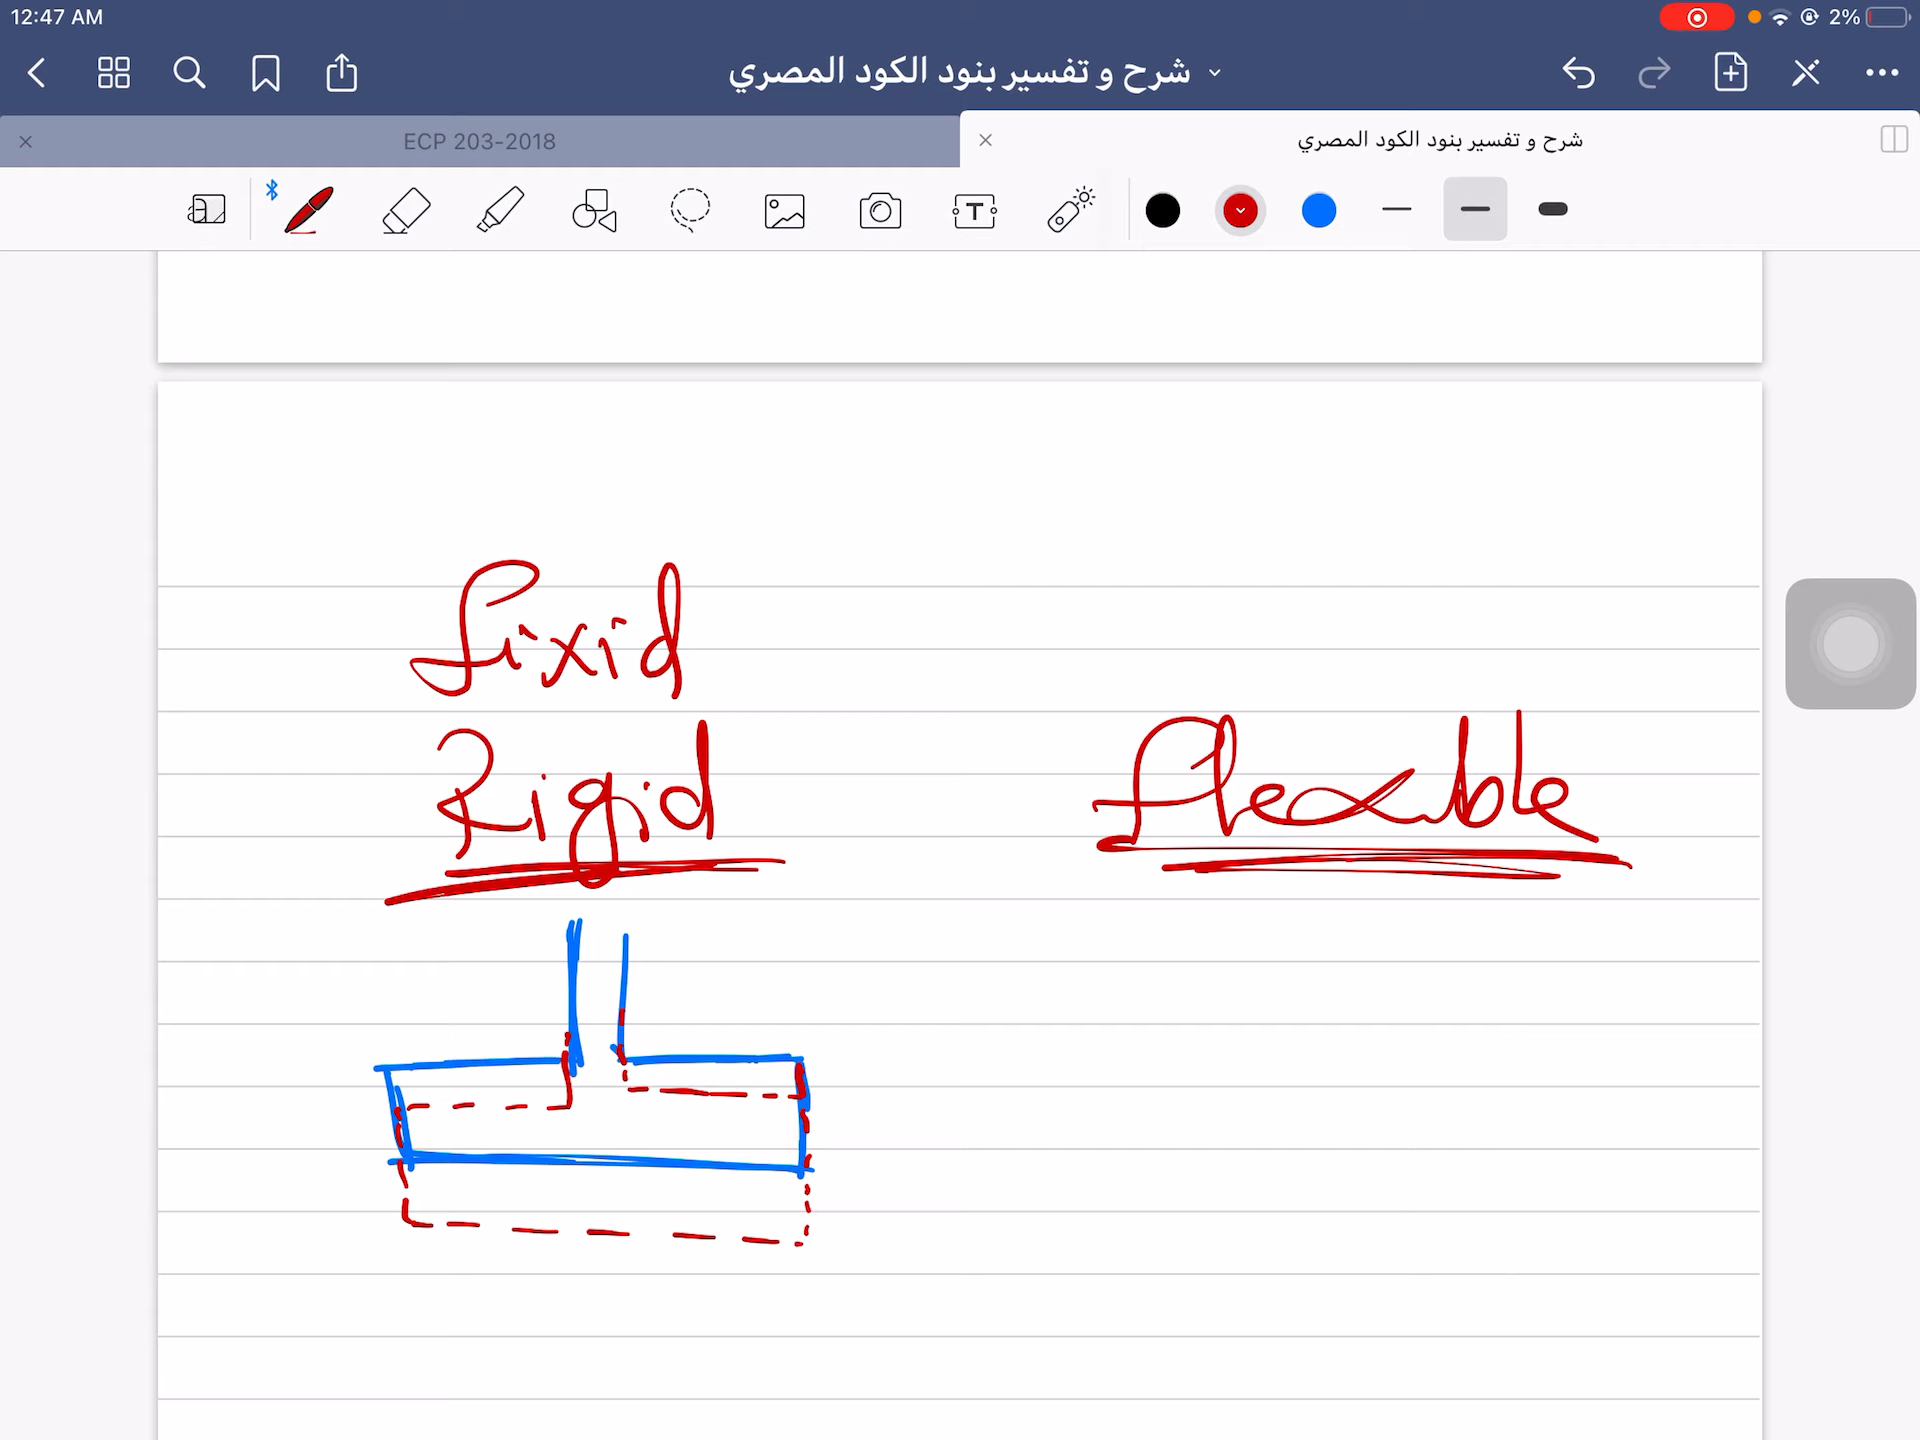 12:47 AM
2%
شرح و تفسير بنود الكود المصري
ECP 203-2018
شرح و تفسير بنود الكود المصري
fixid
Rigid
flexible